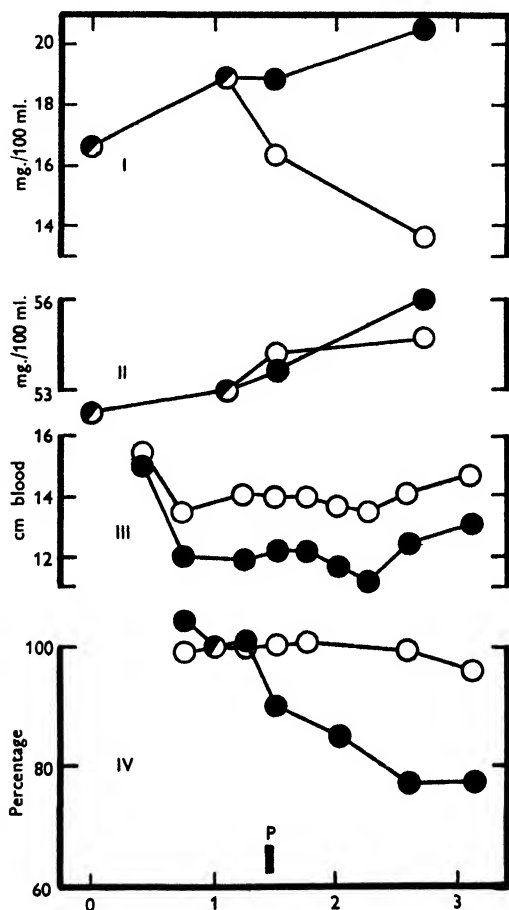 20
18
16
14
mg./100 ml.
I
56
53
mg./100 ml.
II
16
14
12
cm blood
III
100
80
60
Percentage
IV
P
0 1 2 3